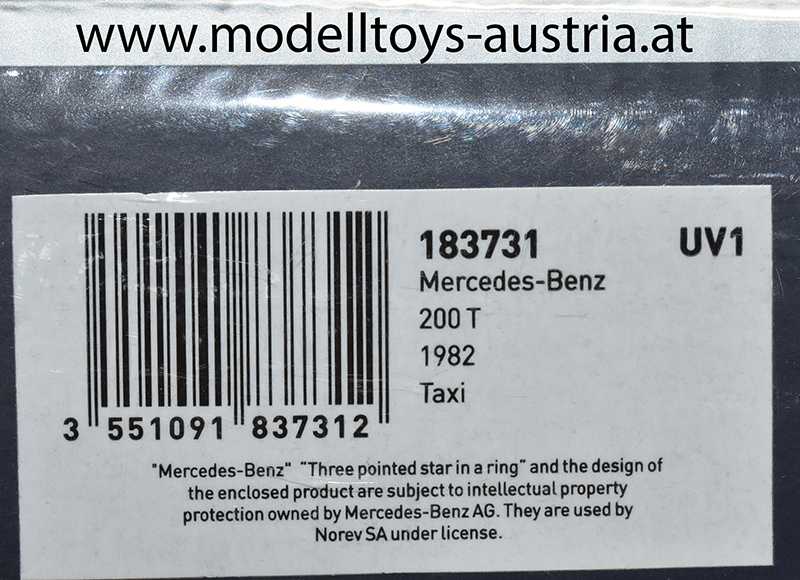 www.modelltoys-austria.at
183731 UV1
Mercedes-Benz
200 T
1982
Taxi
3 551091 837312
"Mercedes-Benz" "Three pointed star in a ring" and the design of
the enclosed product are subject to intellectual property
protection owned by Mercedes-Benz AG. They are used by
Norev SA under license.